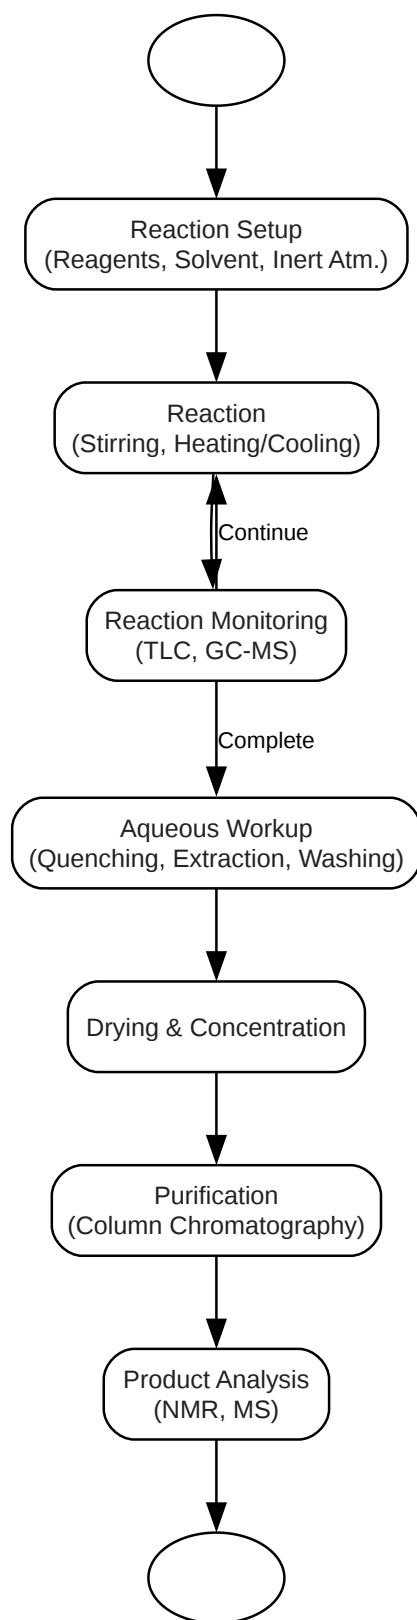 Reaction Setup
(Reagents, Solvent, Inert Atm.)
Reaction
(Stirring, Heating/Cooling)
Continue
Reaction Monitoring
(TLC, GC-MS)
Complete
Aqueous Workup
(Quenching, Extraction, Washing)
Drying & Concentration
Purification
(Column Chromatography)
Product Analysis
(NMR, MS)